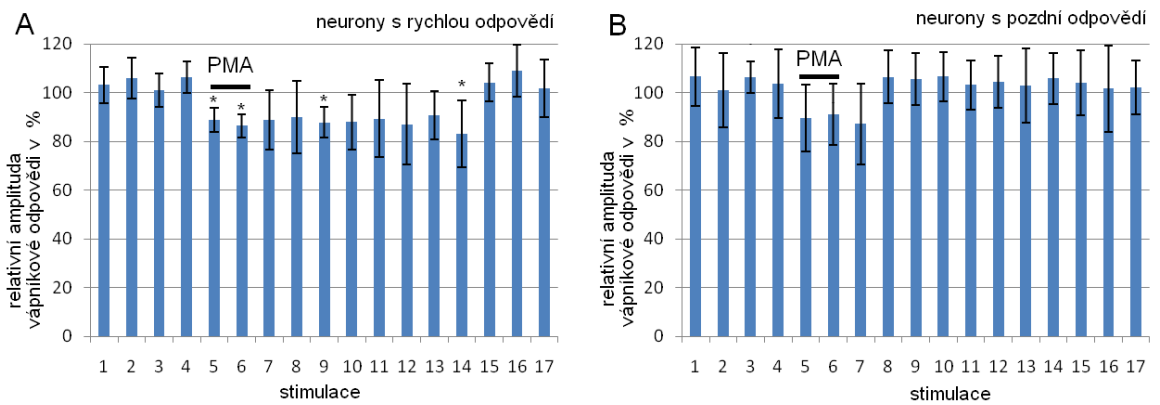 A
neurony s rychlou odpovědí
relativní amplituda
vápnikové odpovědi v %
120
100
80
60
40
20
0
PMA
* * * *
1 2 3 4 5 6 7 8 9 10 11 12 13 14 15 16 17
stimulace
B
neurony s pozdní odpovědí
relativní amplituda
vápnikové odpovědi v %
120
100
80
60
40
20
0
PMA
1 2 3 4 5 6 7 8 9 10 11 12 13 14 15 16 17
stimulace